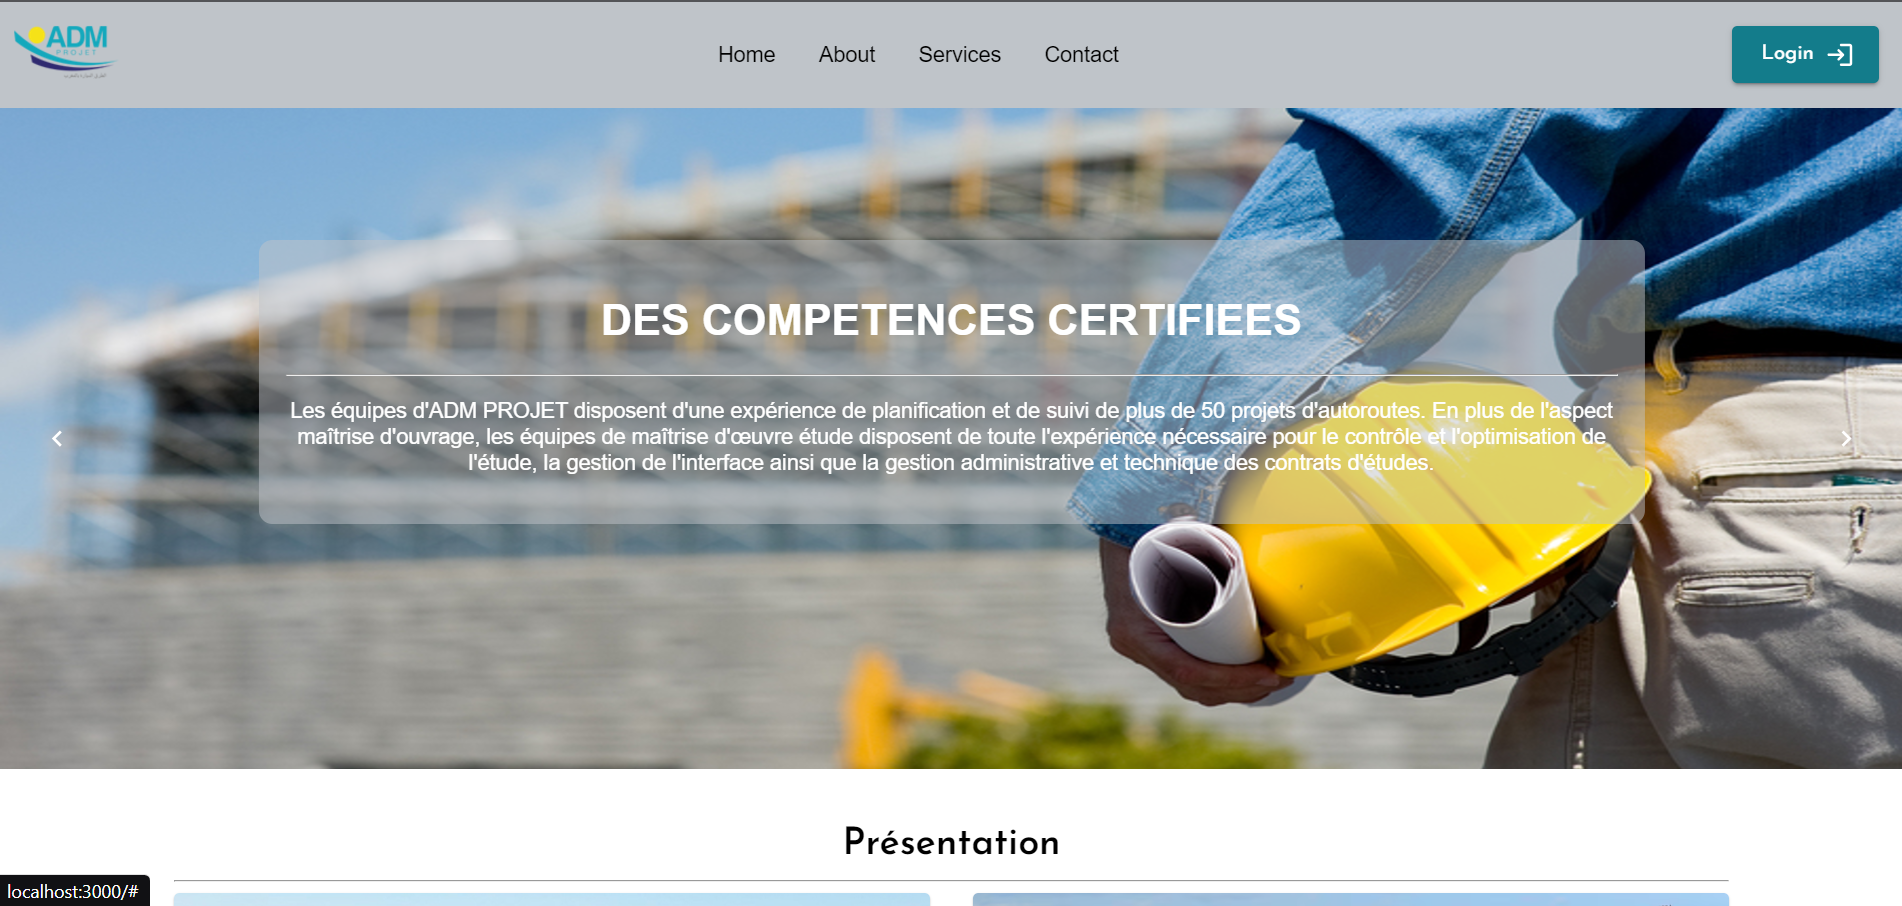 ADM
PROJET
Home
About
Services
Contact
Login
DES COMPETENCES CERTIFIEES
Les équipes d'ADM PROJET disposent d'une expérience de planification et de suivi de plus de 50 projets d'autoroutes. En plus de l'aspect
maîtrise d'ouvrage, les équipes de maîtrise d'œuvre étude disposent de toute l'expérience nécessaire pour le contrôle et l'optimisation de
l'étude, la gestion de l'interface ainsi que la gestion administrative et technique des contrats d'études.
Présentation
localhost:3000/#